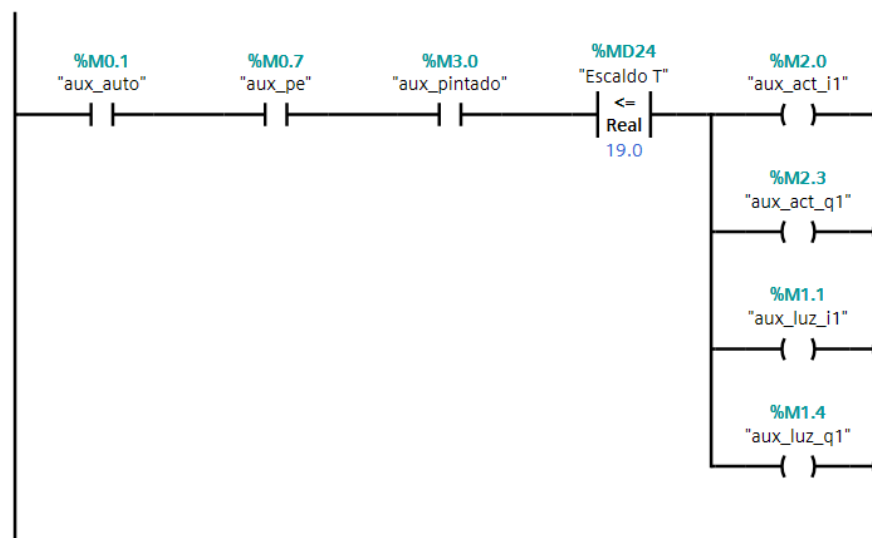 %M0.1
"aux_auto"
%M0.7
"aux_pe"
%M3.0
"aux_pintado"
%MD24
"Escaldo T"
<=
Real
19.0
%M2.0
"aux_act_i1"
%M2.3
"aux_act_q1"
%M1.1
"aux_luz_i1"
%M1.4
"aux_luz_q1"